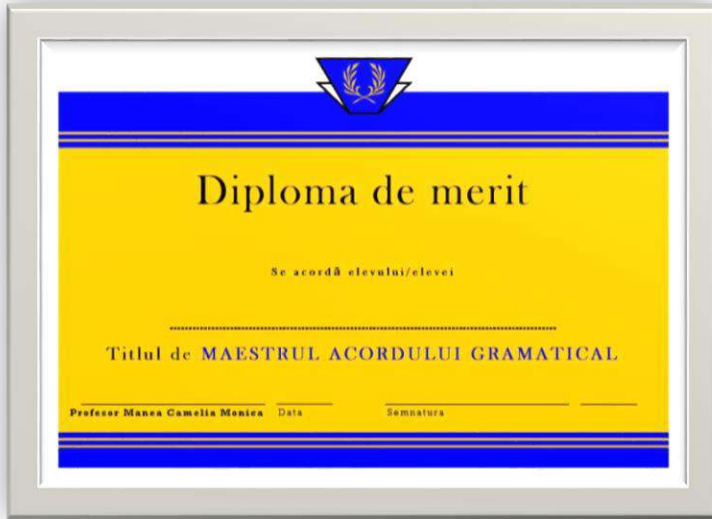 Diploma de merit
Se acordă elevului/elevei
Titlul de MAESTRUL ACORDULUI GRAMATICAL
Profesor Manea Camelia Monica Data Semnatura